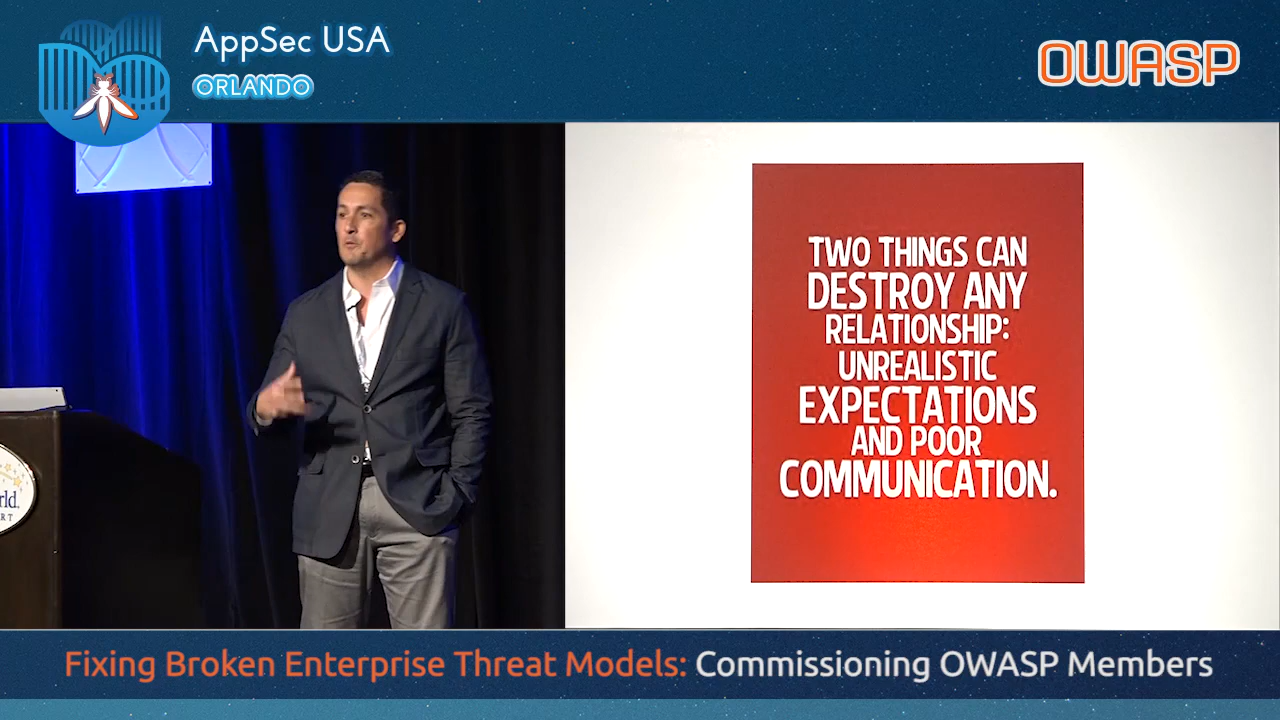 AppSec USA
ORLANDO
OWASP
TWO THINGS CAN
DESTROY ANY
RELATIONSHIP:
UNREALISTIC
EXPECTATIONS
AND POOR
COMMUNICATION.
Fixing Broken Enterprise Threat Models: Commissioning OWASP Members